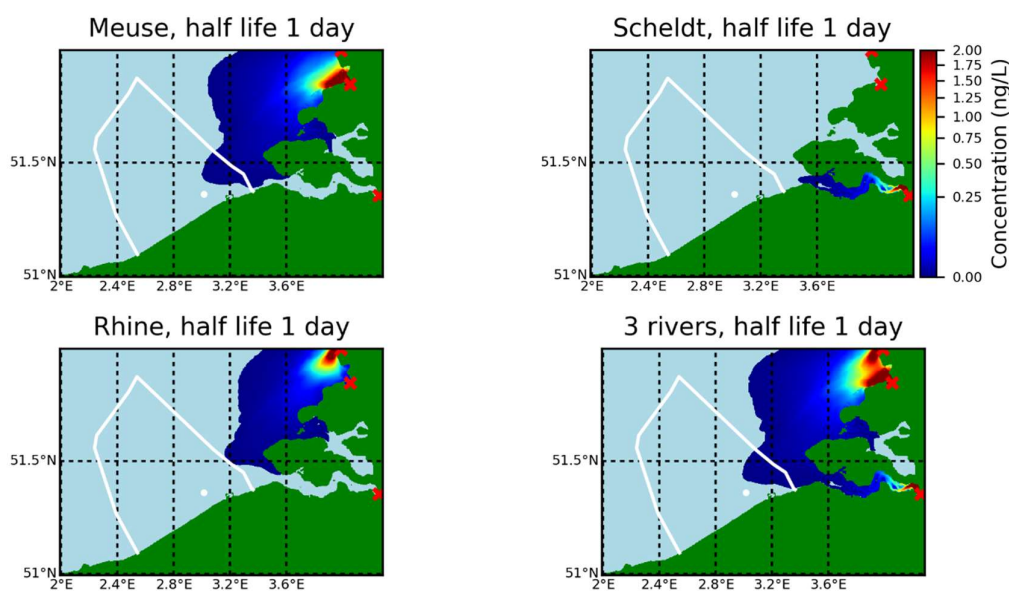 Meuse, half life 1 day
Scheldt, half life 1 day
51.5°N
51°N
2°E 2.4°E 2.8°E 3.2°E 3.6°E
51.5°N
51°N
2°E 2.4°E 2.8°E 3.2°E 3.6°E
2.00
1.75
1.50
1.25
1.00
0.75
0.50
0.25
0.00
Concentration (ng/L)
Rhine, half life 1 day
3 rivers, half life 1 day
51.5°N
51°N
2°E 2.4°E 2.8°E 3.2°E 3.6°E
51.5°N
51°N
2°E 2.4°E 2.8°E 3.2°E 3.6°E